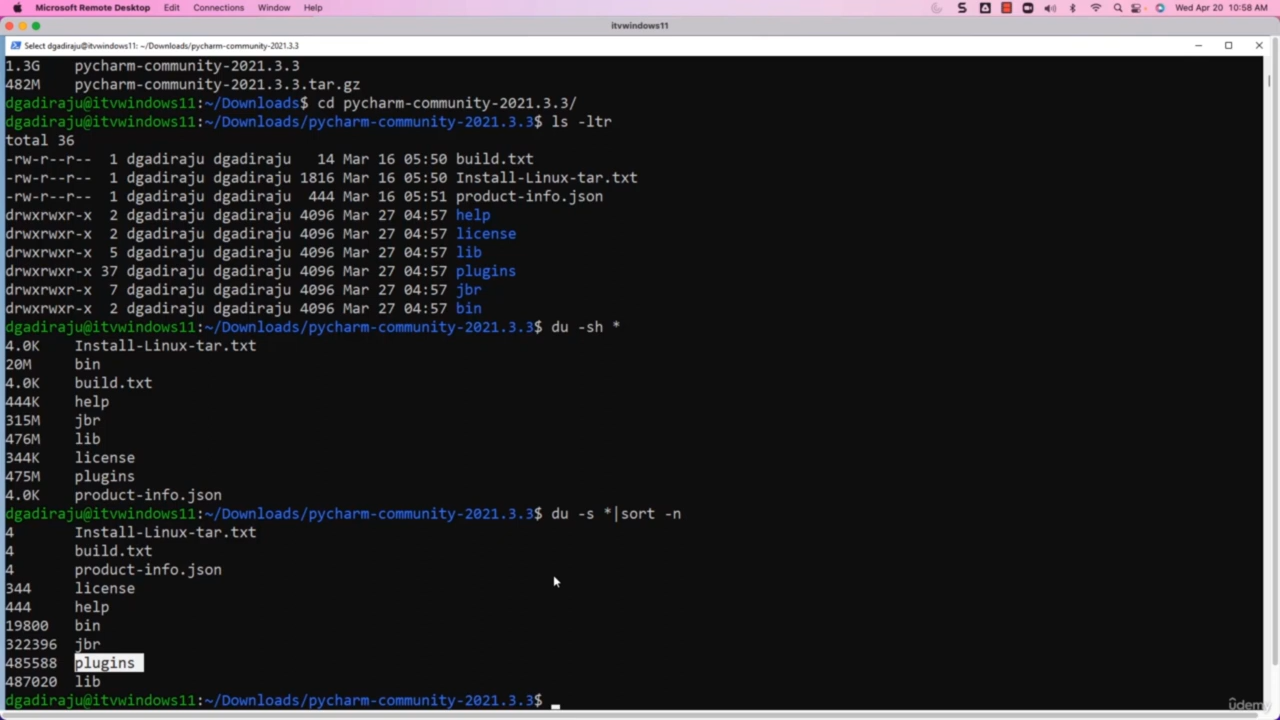 Microsoft Remote Desktop Edit Connections Window Help Wed Apr 20 10:58 AM
itvwindows11
Select dgadiraju@itvwindows11: ~/Downloads/pycharm-community-2021.3.3
1.3G pycharm-community-2021.3.3
482M pycharm-community-2021.3.3.tar.gz
dgadiraju@itvwindows11:~/Downloads$ cd pycharm-community-2021.3.3/
dgadiraju@itvwindows11:~/Downloads/pycharm-community-2021.3.3$ ls -ltr
total 36
-rw-r--r-- 1 dgadiraju dgadiraju 14 Mar 16 05:50 build.txt
-rw-r--r-- 1 dgadiraju dgadiraju 1816 Mar 16 05:50 Install-Linux-tar.txt
-rw-r--r-- 1 dgadiraju dgadiraju 444 Mar 16 05:51 product-info.json
drwxrwxr-x 2 dgadiraju dgadiraju 4096 Mar 27 04:57 help
drwxrwxr-x 2 dgadiraju dgadiraju 4096 Mar 27 04:57 license
drwxrwxr-x 5 dgadiraju dgadiraju 4096 Mar 27 04:57 lib
drwxrwxr-x 37 dgadiraju dgadiraju 4096 Mar 27 04:57 plugins
drwxrwxr-x 7 dgadiraju dgadiraju 4096 Mar 27 04:57 jbr
drwxrwxr-x 2 dgadiraju dgadiraju 4096 Mar 27 04:57 bin
dgadiraju@itvwindows11:~/Downloads/pycharm-community-2021.3.3$ du -sh *
4.0K Install-Linux-tar.txt
20M bin
4.0K build.txt
444K help
315M jbr
476M lib
344K license
475M plugins
4.0K product-info.json
dgadiraju@itvwindows11:~/Downloads/pycharm-community-2021.3.3$ du -s *|sort -n
4 Install-Linux-tar.txt
4 build.txt
4 product-info.json
344 license
444 help
19800 bin
322396 jbr
485588 plugins
487020 lib
dgadiraju@itvwindows11:~/Downloads/pycharm-community-2021.3.3$
udemy